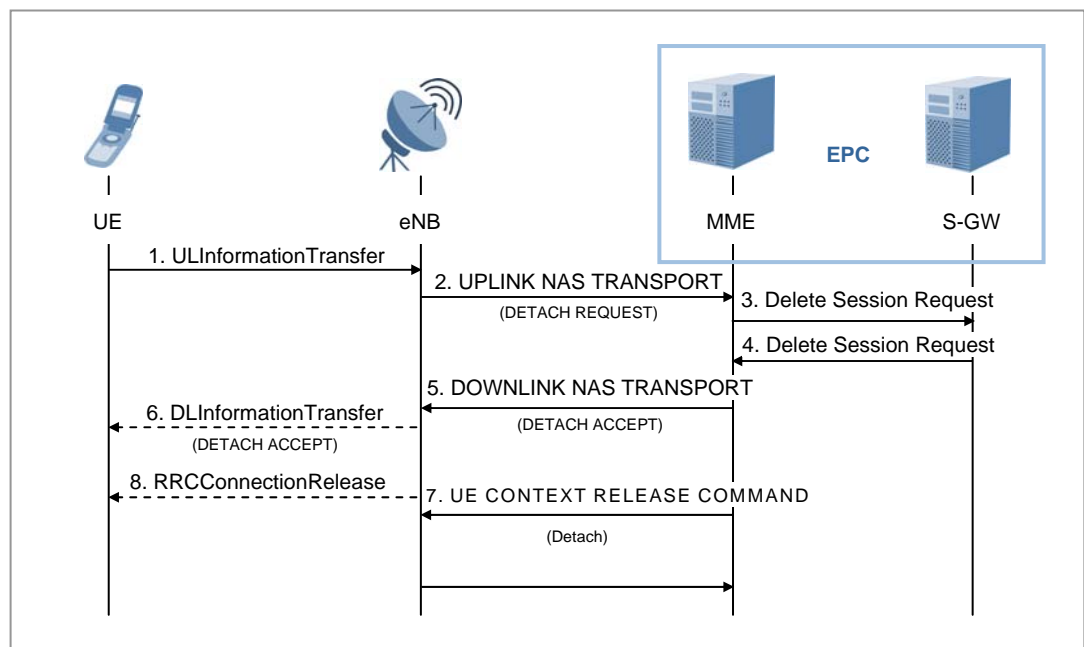 EPC
UE
eNB
MME
S-GW
1. ULInformationTransfer
2. UPLINK NAS TRANSPORT
(DETACH REQUEST)
3. Delete Session Request
4. Delete Session Request
5. DOWNLINK NAS TRANSPORT
(DETACH ACCEPT)
6. DLInformationTransfer
(DETACH ACCEPT)
8. RRCConnectionRelease
7. UE CONTEXT RELEASE COMMAND
(Detach)